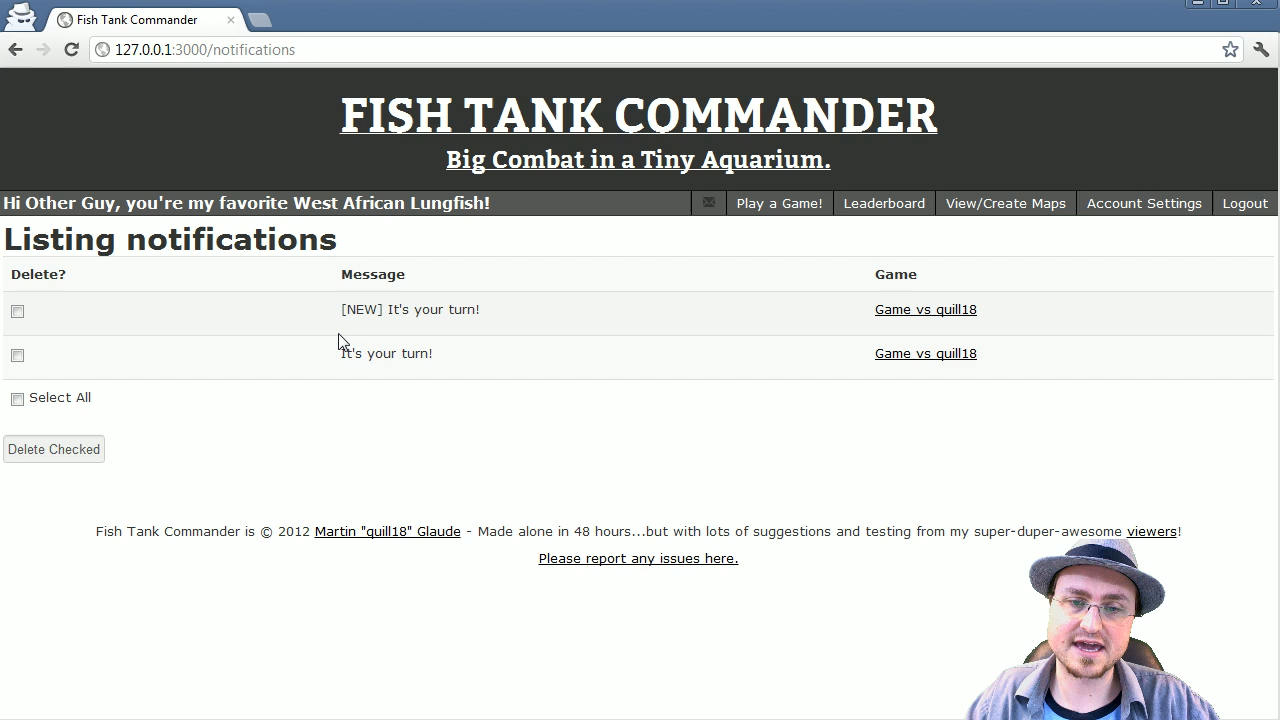 Fish Tank Commander
127.0.0.1:3000/notifications
FISH TANK COMMANDER
Big Combat in a Tiny Aquarium.
Hi Other Guy, you're my favorite West African Lungfish! Play a Game! Leaderboard View/Create Maps Account Settings Logout
Listing notifications
Delete? Message Game
[NEW] It's your turn! Game vs quill18
It's your turn! Game vs quill18
Select All
Delete Checked
Fish Tank Commander is © 2012 Martin "quill18" Glaude - Made alone in 48 hours...but with lots of suggestions and testing from my super-duper-awesome viewers!
Please report any issues here.